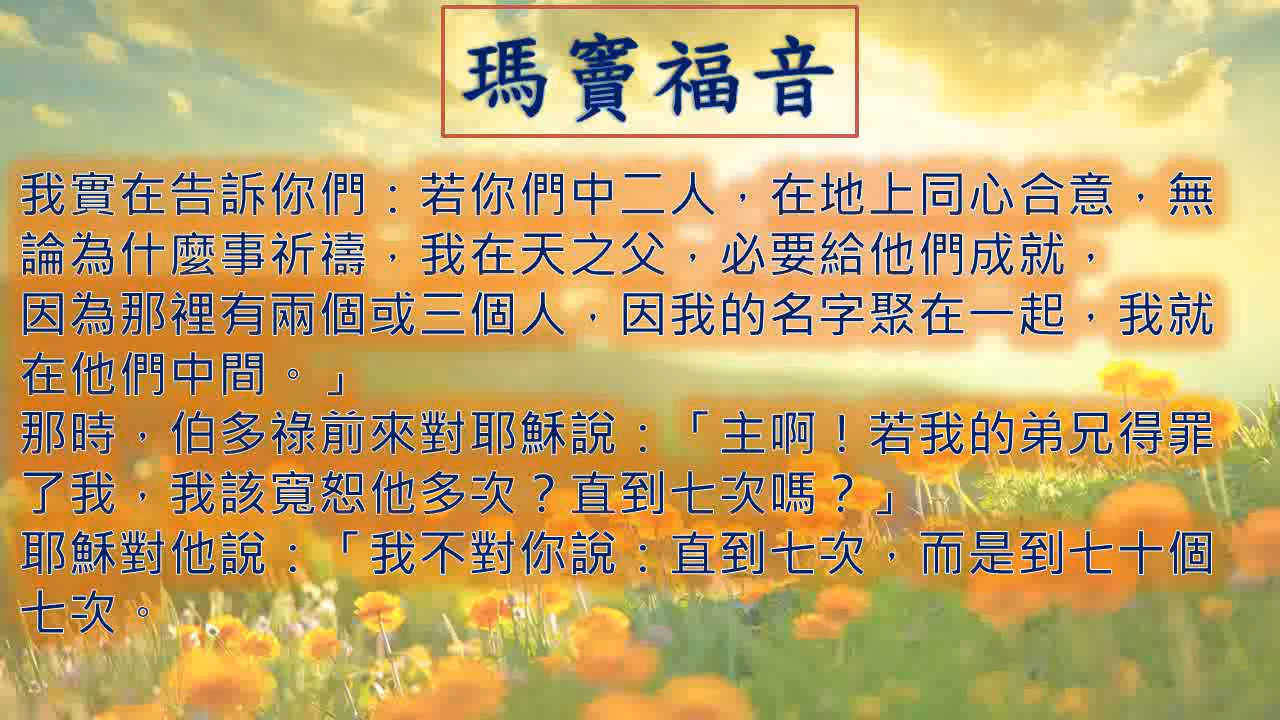 瑪竇福音
我實在告訴你們：若你們中二人，在地上同心合意，無
論為什麼事祈禱，我在天之父，必要給他們成就，
因為那裡有兩個或三個人，因我的名字聚在一起，我就
在他們中間。」
那時，伯多祿前來對耶穌說：「主啊！若我的弟兄得罪
了我，我該寬恕他多次？直到七次嗎？」
耶穌對他說：「我不對你說：直到七次，而是到七十個
七次。